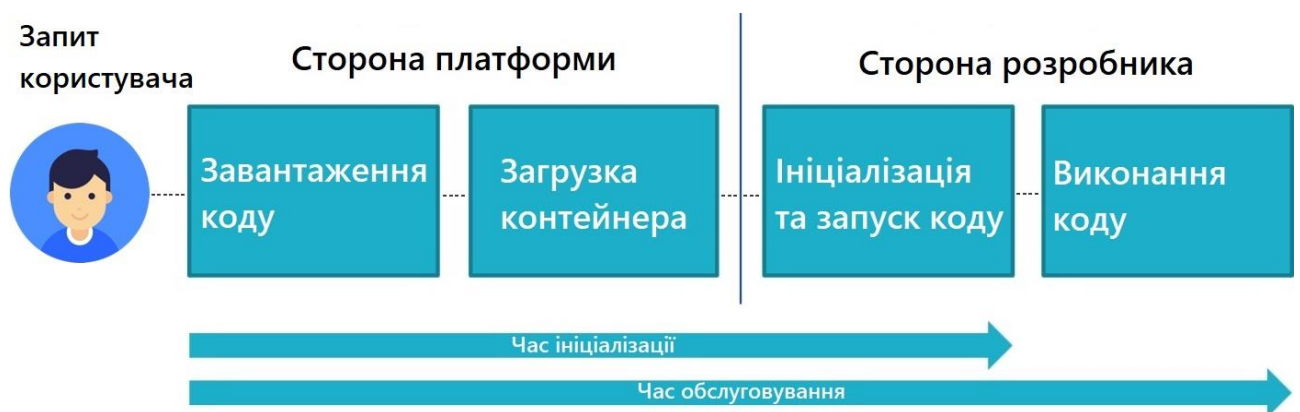 Запит
користувача
Сторона платформи
Сторона розробника
Завантаження
коду
Загрузка
контейнера
Ініціалізація
та запуск коду
Виконання
коду
Час ініціалізації
Час обслуговування